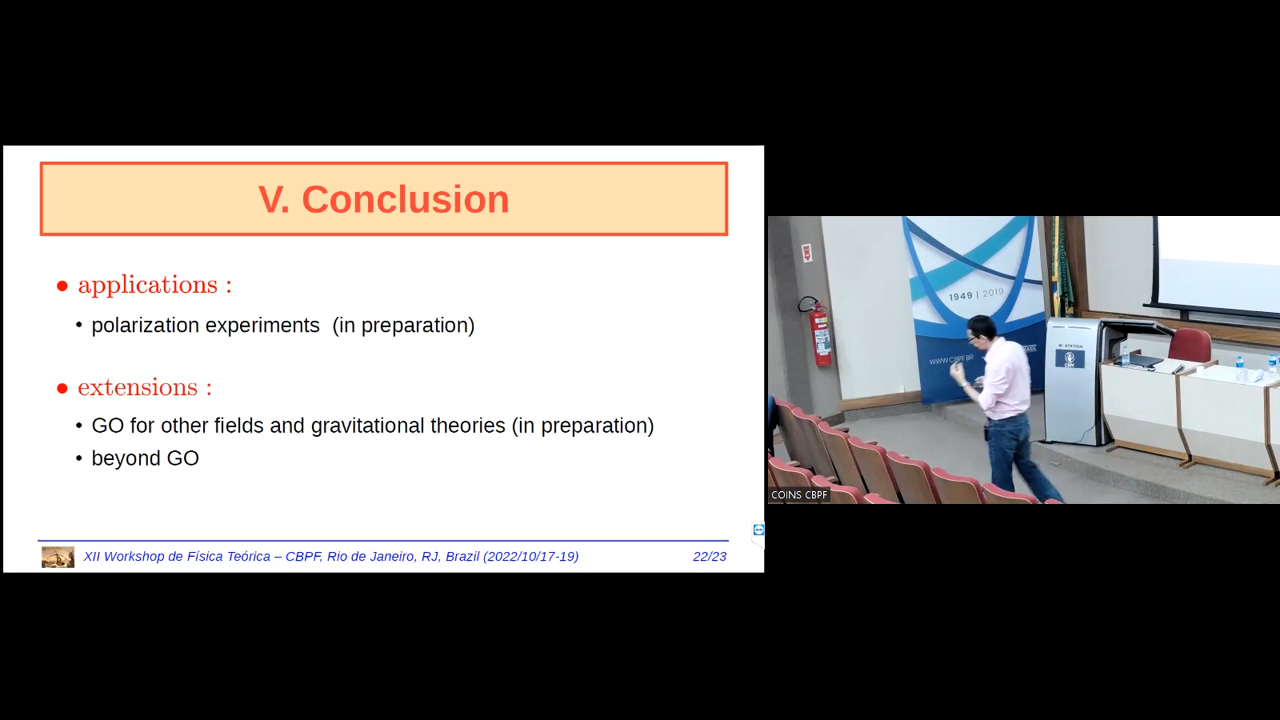 V. Conclusion
● applications :
• polarization experiments (in preparation)
● extensions :
• GO for other fields and gravitational theories (in preparation)
• beyond GO
XII Workshop de Física Teórica – CBPF, Rio de Janeiro, RJ, Brazil (2022/10/17-19) 22/23
1949 | 2019
WWW.CBPF.BR
CBPF
COINS CBPF